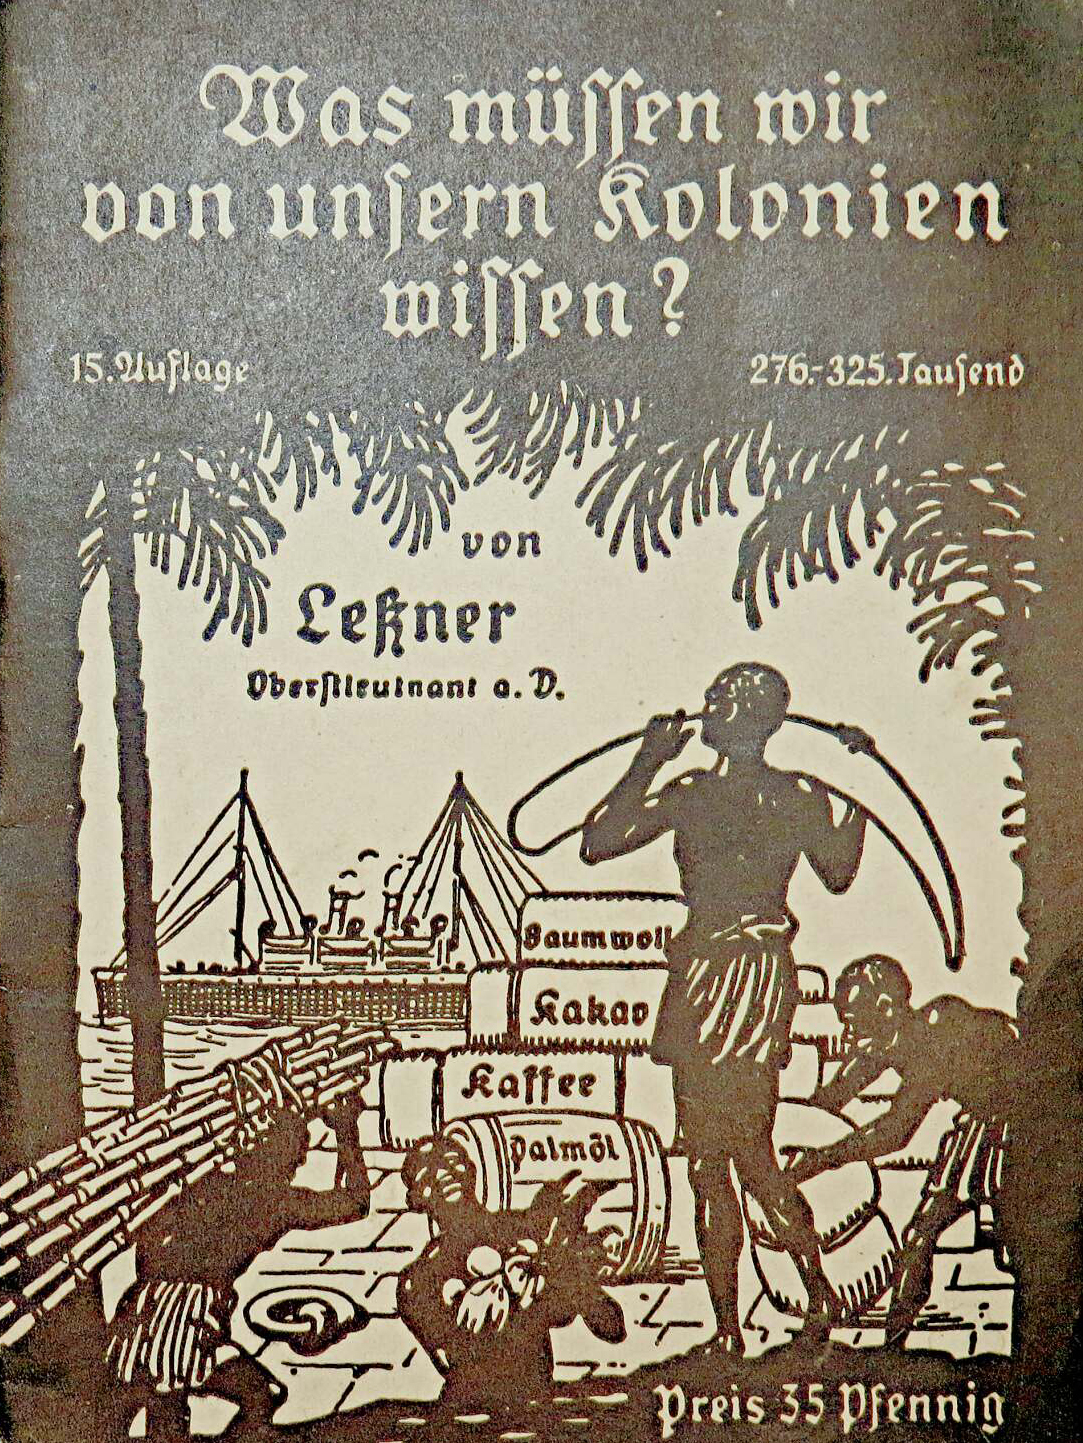 Was müssen wir
von unsern Kolonien
wissen?
15. Auflage
276.-325. Tausend
von
Leßner
Oberstleutnant a. D.
Baumwoll
Kakao
Kaffee
Palmöl
Preis 35 Pfennig